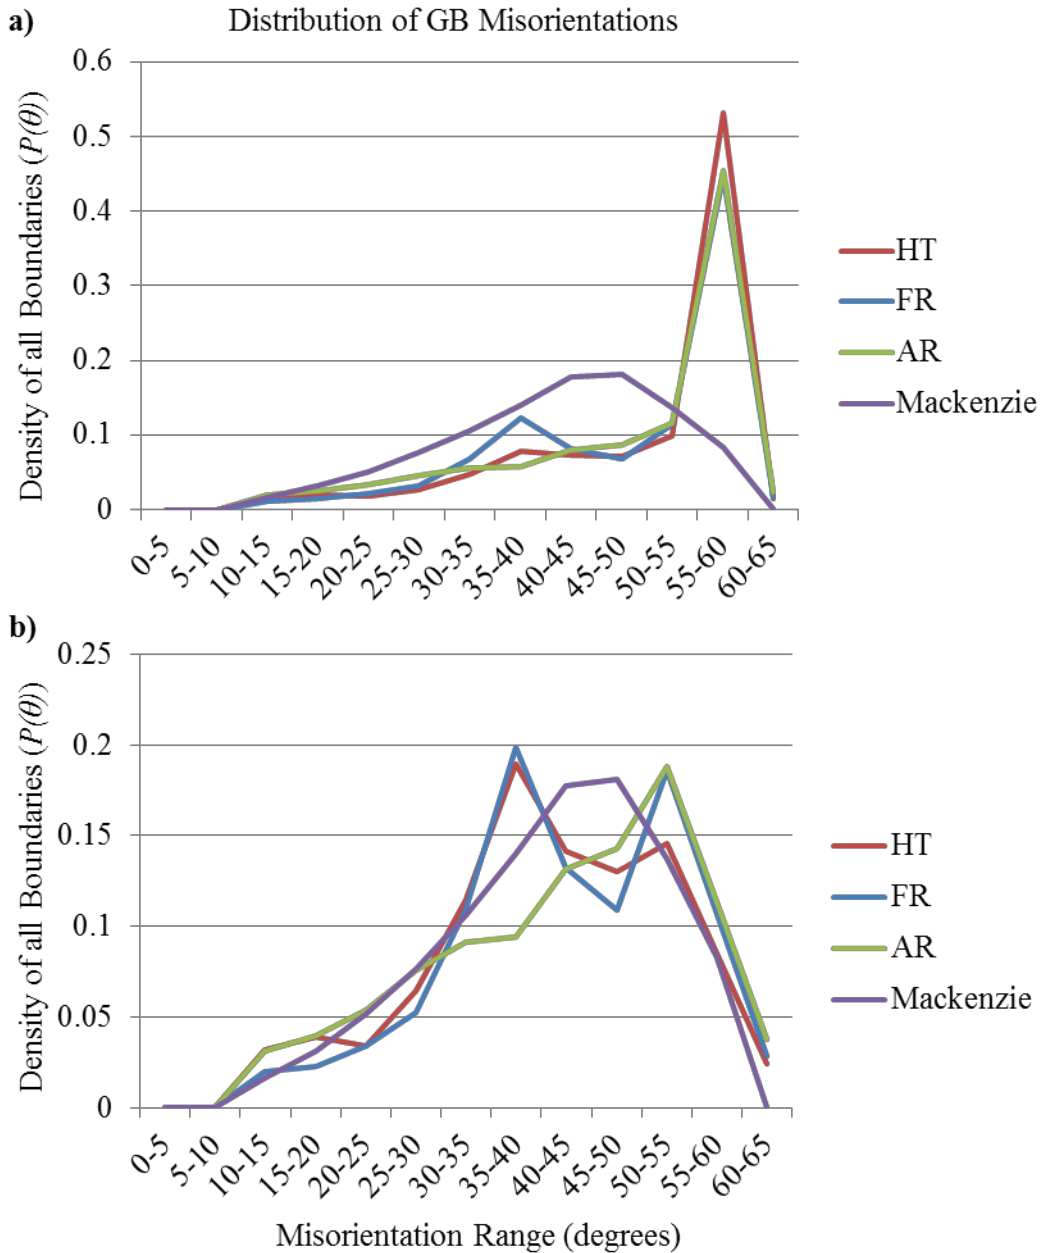 a)
Distribution of GB Misorientations
Density of all Boundaries (P(θ))
0.6
0.5
0.4
0.3
0.2
0.1
0
0-5
5-10
10-15
15-20
20-25
25-30
30-35
35-40
40-45
45-50
50-55
55-60
60-65
HT
FR
AR
Mackenzie
b)
Density of all Boundaries (P(θ))
0.25
0.2
0.15
0.1
0.05
0
0-5
5-10
10-15
15-20
20-25
25-30
30-35
35-40
40-45
45-50
50-55
55-60
60-65
HT
FR
AR
Mackenzie
Misorientation Range (degrees)